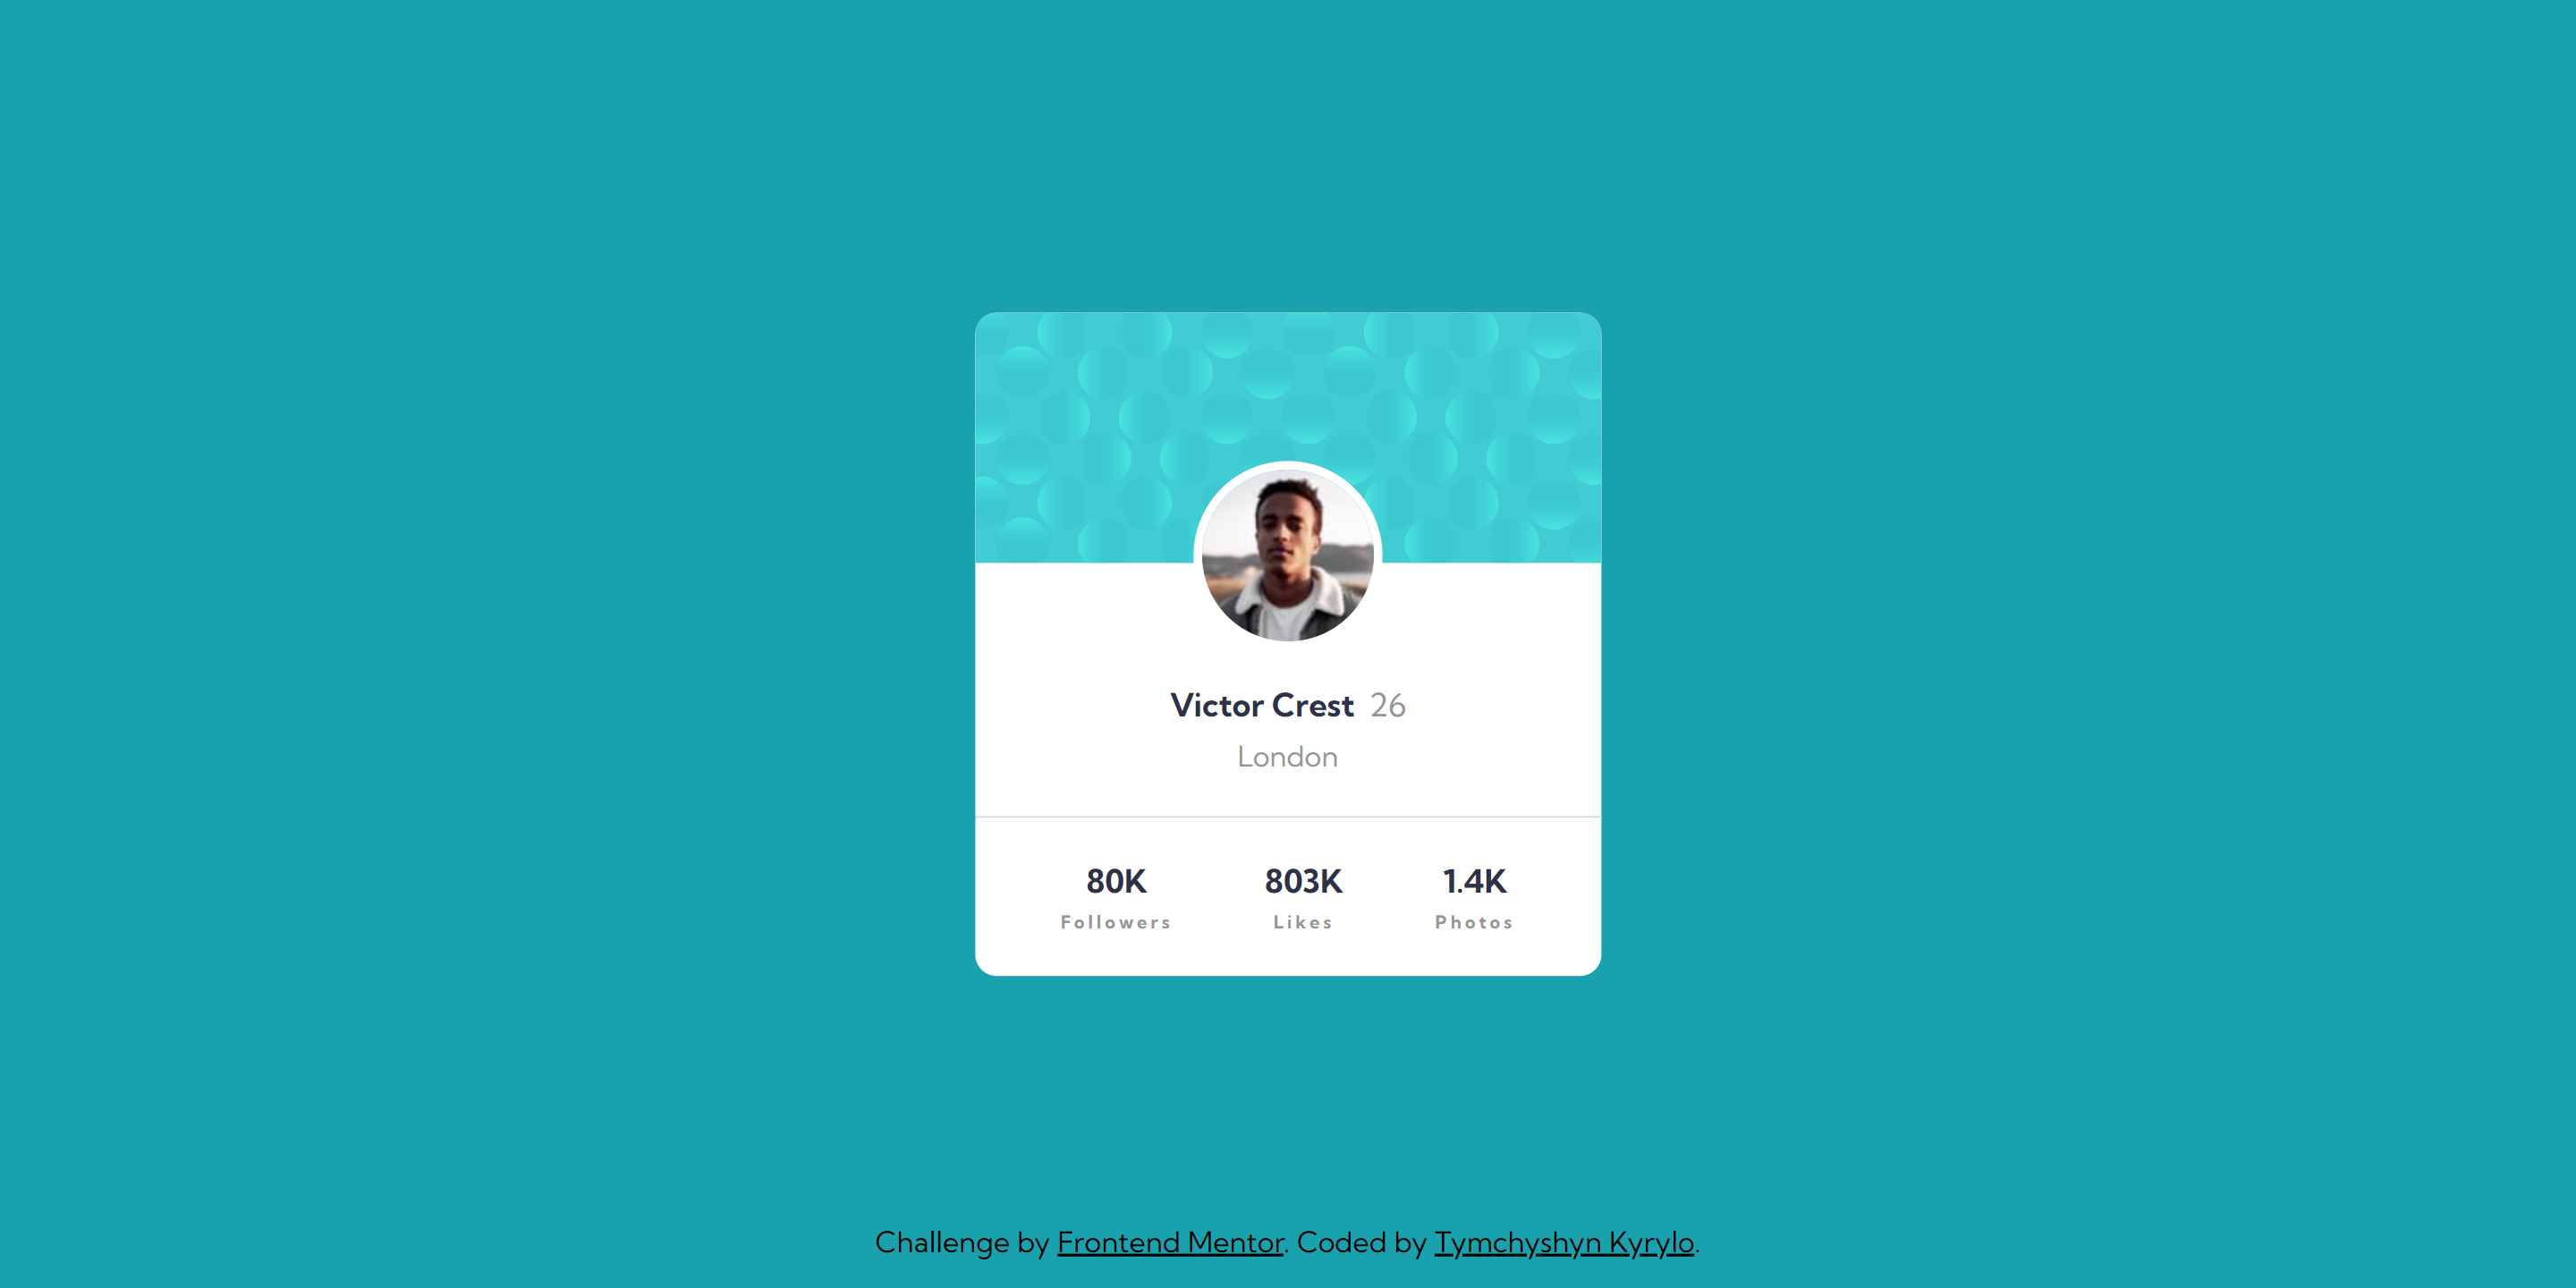 Victor Crest 26
London
80K 803K 1.4K
Followers Likes Photos
Challenge by Frontend Mentor. Coded by Tymchyshyn Kyrylo.